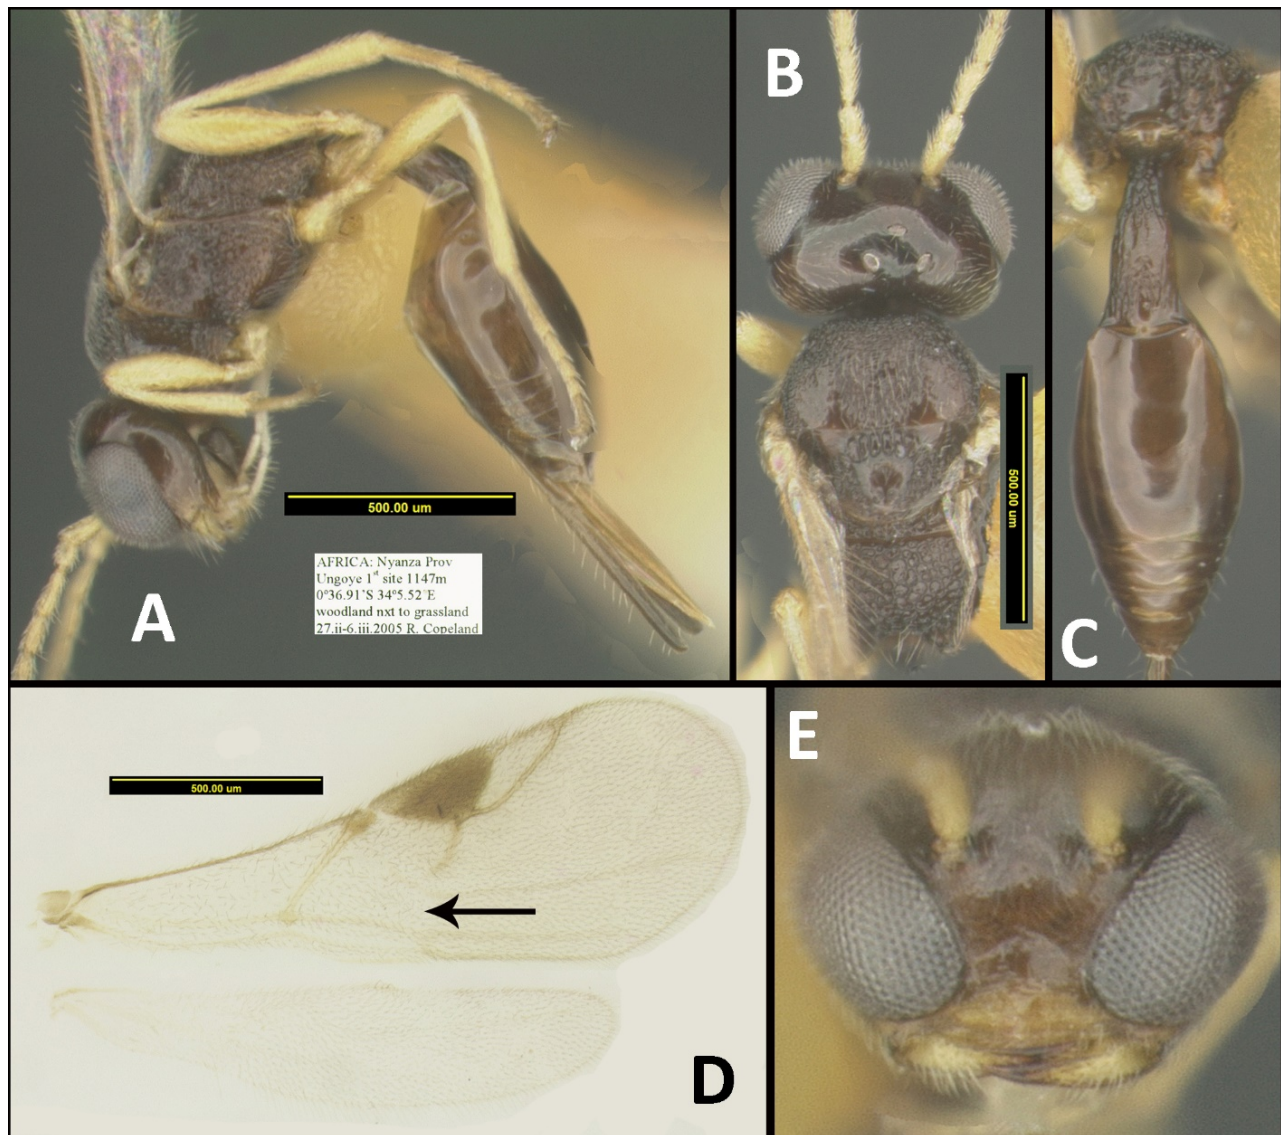 A
500.00 um
AFRICA: Nyanza Prov
Ungoye 1st site 1147m
0°36.91'S 34°5.52'E
woodland nxt to grassland
27.ii-6.iii.2005 R. Copeland
B
500.00 um
C
500.00 um
D
E